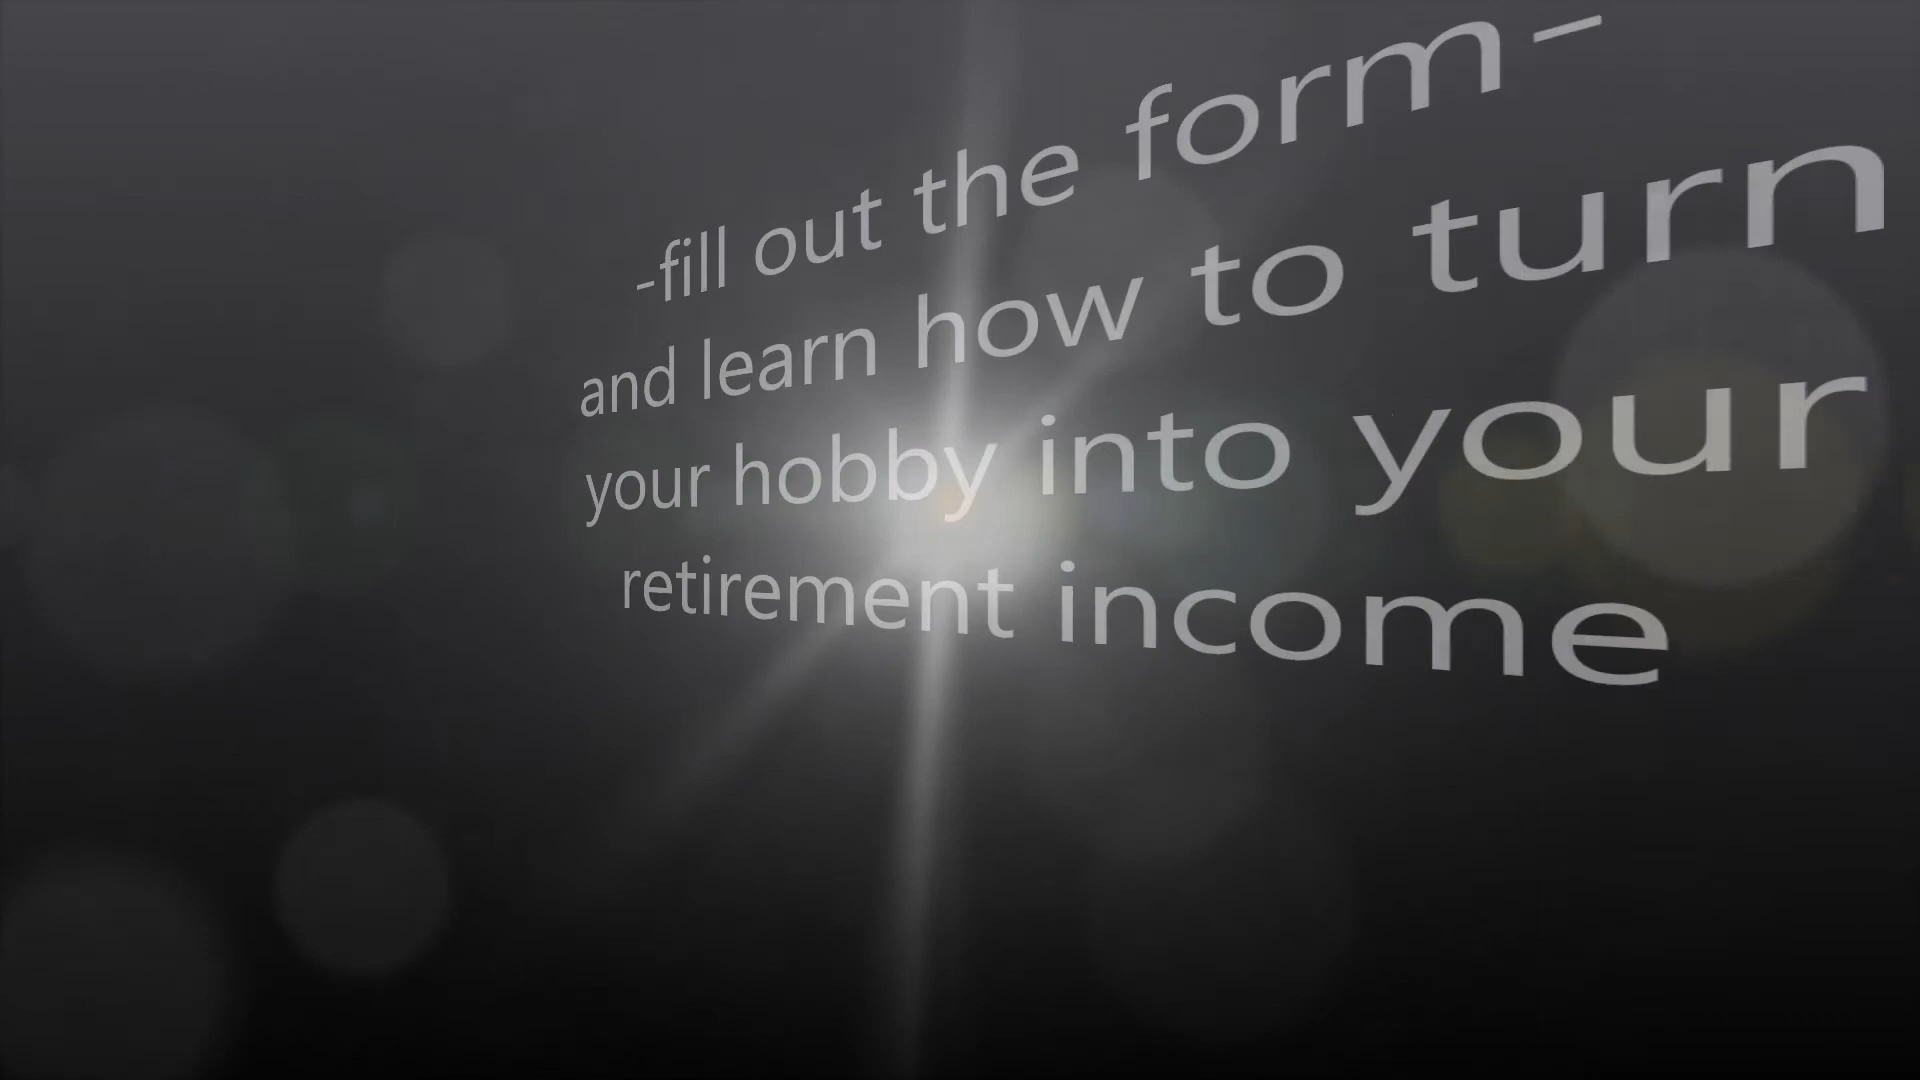 -fill out the form-
and learn how to turn
your hobby into your
retirement income